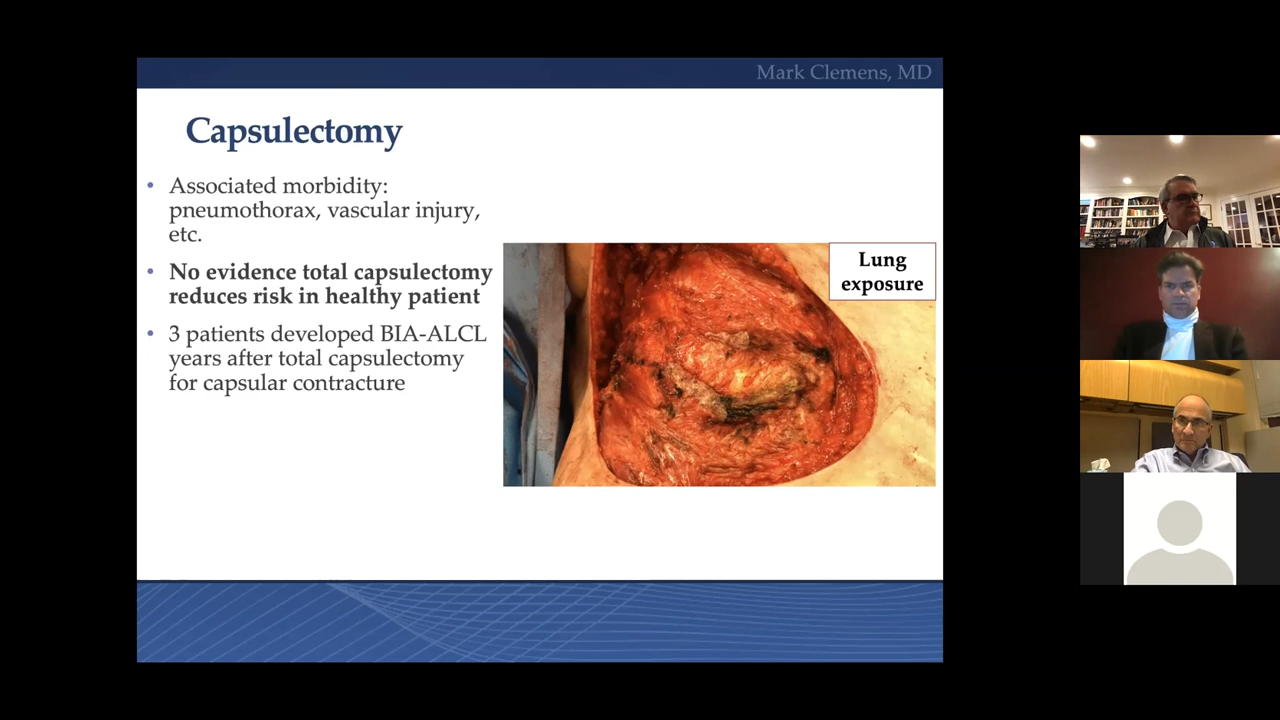 Mark Clemens, MD
Capsulectomy
• Associated morbidity:
pneumothorax, vascular injury,
etc.
• No evidence total capsulectomy
reduces risk in healthy patient
• 3 patients developed BIA-ALCL
years after total capsulectomy
for capsular contracture
Lung
exposure